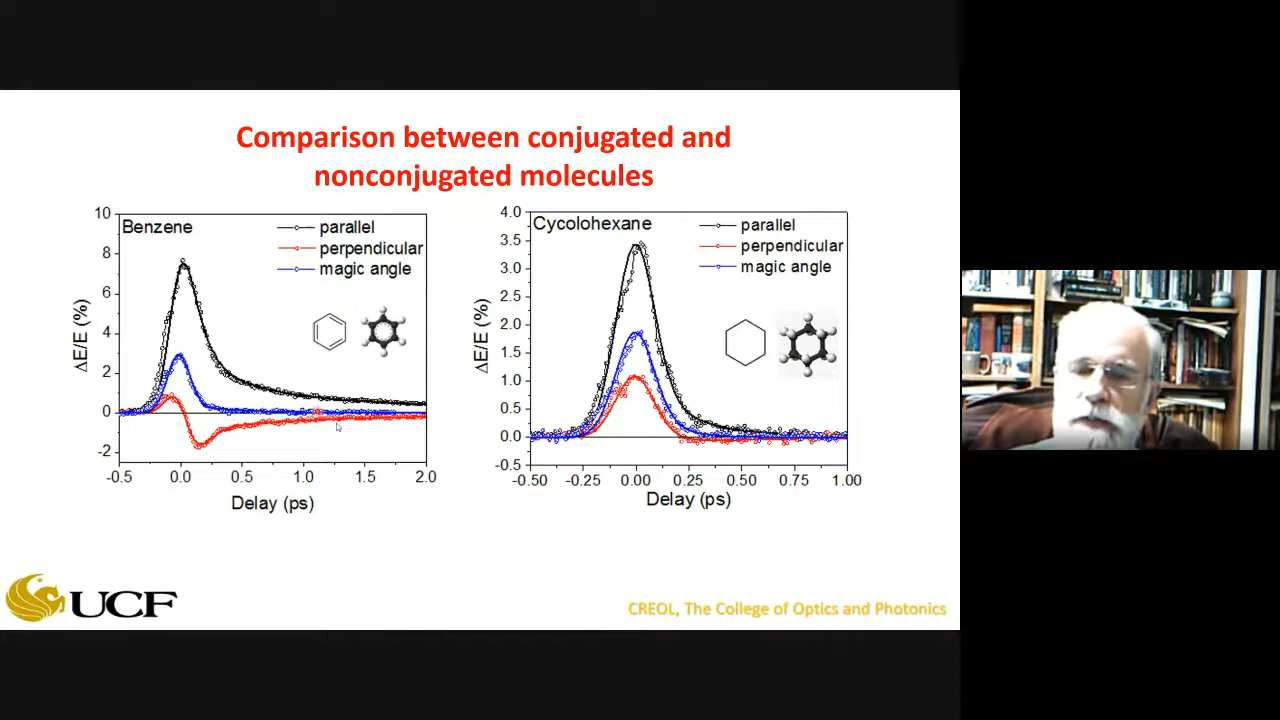 Comparison between conjugated and
nonconjugated molecules
Benzene
parallel
perpendicular
magic angle
10
8
6
4
2
0
-2
ΔE/E (%)
-0.5 0.0 0.5 1.0 1.5 2.0
Delay (ps)
Cycolohexane
parallel
perpendicular
magic angle
4.0
3.5
3.0
2.5
2.0
1.5
1.0
0.5
0.0
-0.5
ΔE/E (%)
-0.50 -0.25 0.00 0.25 0.50 0.75 1.00
Delay (ps)
UCF
CREOL, The College of Optics and Photonics